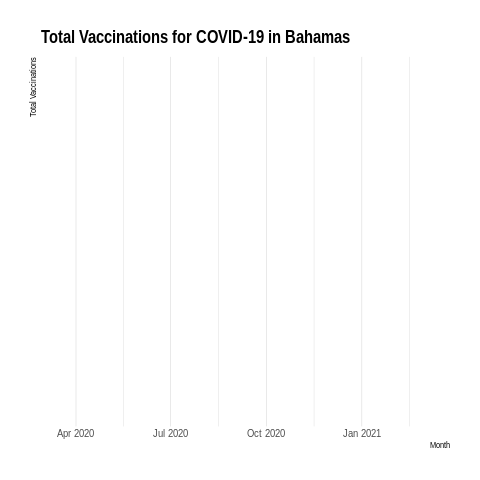 Total Vaccinations for COVID-19 in Bahamas
Total Vaccinations
Apr 2020
Jul 2020
Oct 2020
Jan 2021
Month